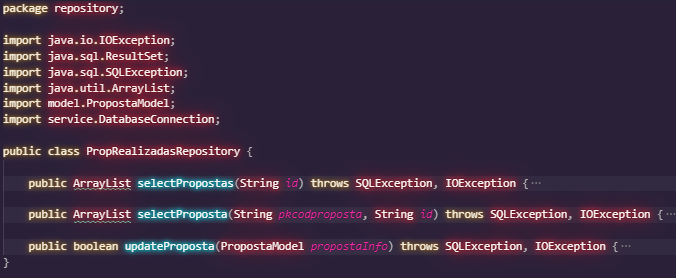 package repository;
import java.io.IOException;
import java.sql.ResultSet;
import java.sql.SQLException;
import java.util.ArrayList;
import model.PropostaModel;
import service.DatabaseConnection;
public class PropRealizadasRepository {
public ArrayList selectPropostas(String id) throws SQLException, IOException {···
public ArrayList selectProposta(String pkcodproposta, String id) throws SQLException, IOException {···
public boolean updateProposta(PropostaModel propostaInfo) throws SQLException, IOException {···
}